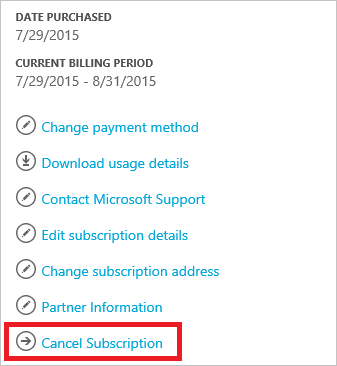 DATE PURCHASED
7/29/2015
CURRENT BILLING PERIOD
7/29/2015 - 8/31/2015
Change payment method
Download usage details
Contact Microsoft Support
Edit subscription details
Change subscription address
Partner Information
Cancel Subscription